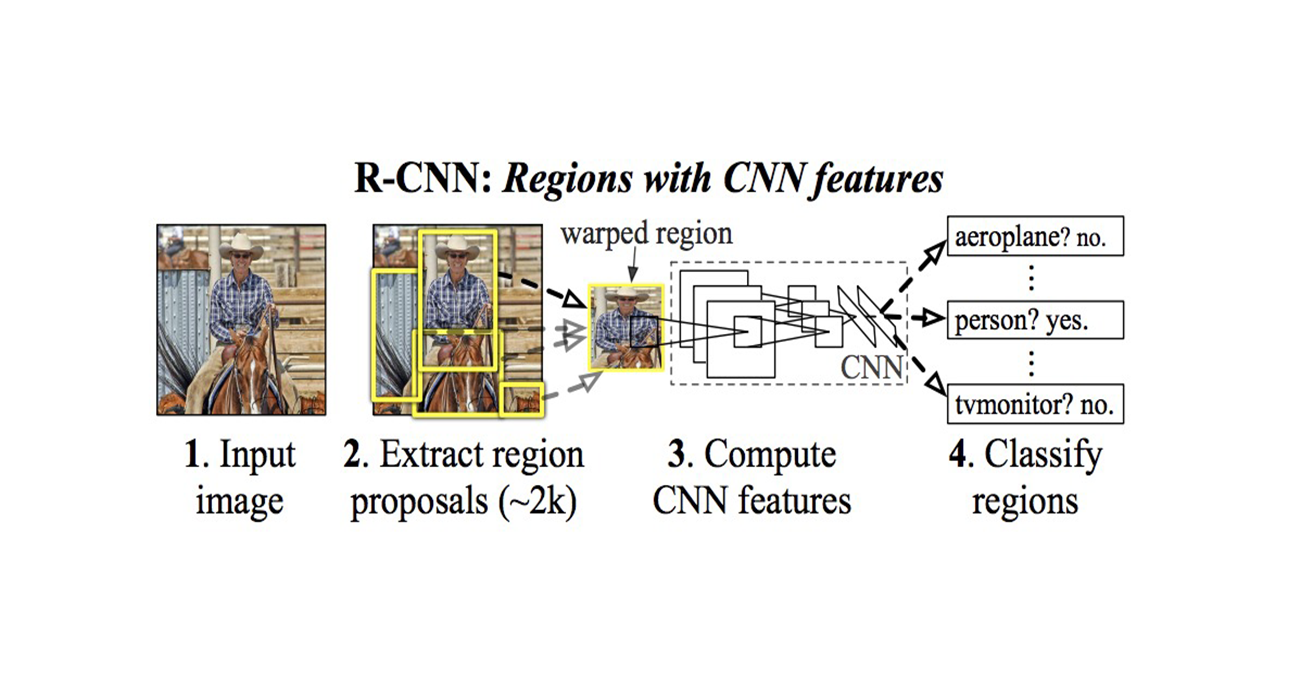 R-CNN: Regions with CNN features
warped region
aeroplane? no.
person? yes.
CNN
tvmonitor? no.
1. Input
image
2. Extract region
proposals (~2k)
3. Compute
CNN features
4. Classify
regions